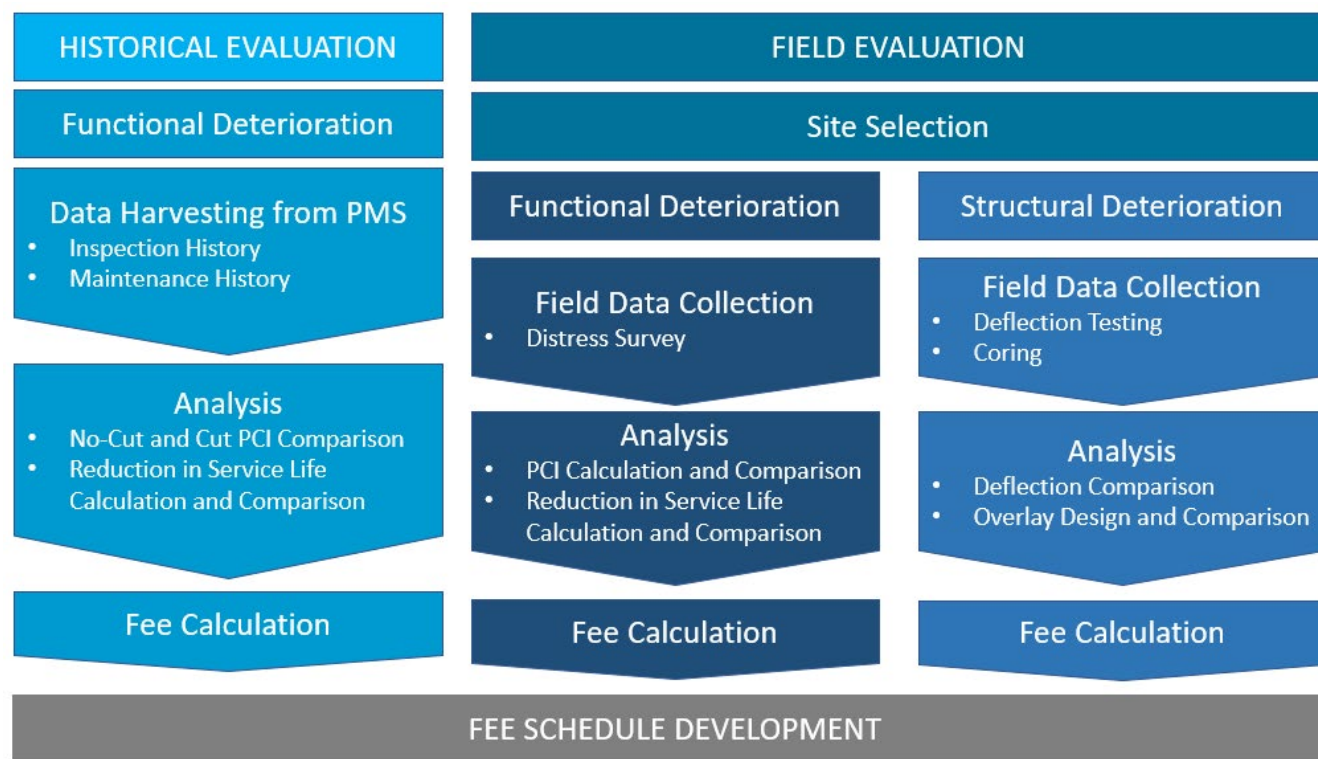 HISTORICAL EVALUATION
Functional Deterioration
Data Harvesting from PMS
• Inspection History
• Maintenance History
Analysis
• No-Cut and Cut PCI Comparison
• Reduction in Service Life
Calculation and Comparison
Fee Calculation
FIELD EVALUATION
Site Selection
Functional Deterioration
Field Data Collection
• Distress Survey
Analysis
• PCI Calculation and Comparison
• Reduction in Service Life
Calculation and Comparison
Fee Calculation
Structural Deterioration
Field Data Collection
• Deflection Testing
• Coring
Analysis
• Deflection Comparison
• Overlay Design and Comparison
Fee Calculation
FEE SCHEDULE DEVELOPMENT